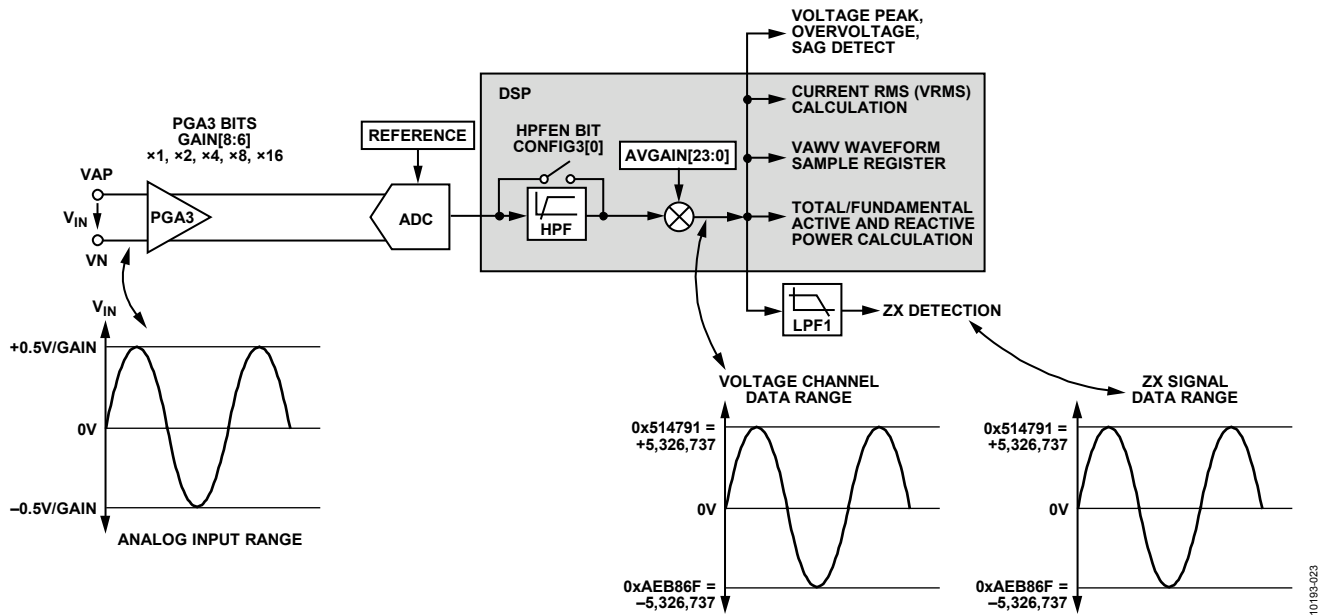 VOLTAGE PEAK,
OVERVOLTAGE,
SAG DETECT
DSP
CURRENT RMS (VRMS)
CALCULATION
PGA3 BITS
GAIN[8:6]
×1, ×2, ×4, ×8, ×16
REFERENCE
HPFEN BIT
CONFIG3[0]
AVGAIN[23:0]
VAWV WAVEFORM
SAMPLE REGISTER
VAP
VIN
PGA3
ADC
HPF
TOTAL/FUNDAMENTAL
ACTIVE AND REACTIVE
POWER CALCULATION
VN
LPF1
ZX DETECTION
VIN
+0.5V/GAIN
0V
–0.5V/GAIN
ANALOG INPUT RANGE
VOLTAGE CHANNEL
DATA RANGE
0x514791 =
+5,326,737
0V
0xAEB86F =
–5,326,737
ZX SIGNAL
DATA RANGE
0x514791 =
+5,326,737
0V
0xAEB86F =
–5,326,737
10193-023